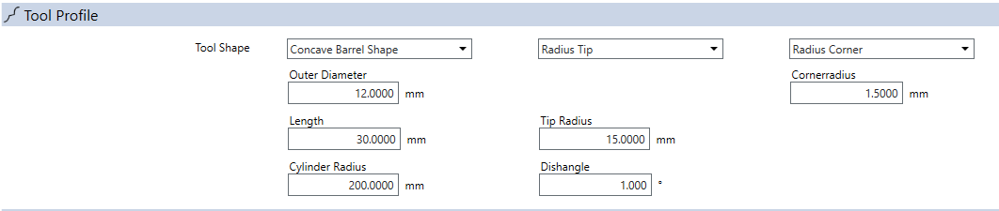 Tool Profile
Tool Shape Concave Barrel Shape Radius Tip Radius Corner
Outer Diameter Cornerradius
12.0000 mm 1.5000 mm
Length Tip Radius
30.0000 mm 15.0000 mm
Cylinder Radius Dishangle
200.0000 mm 1.000 °